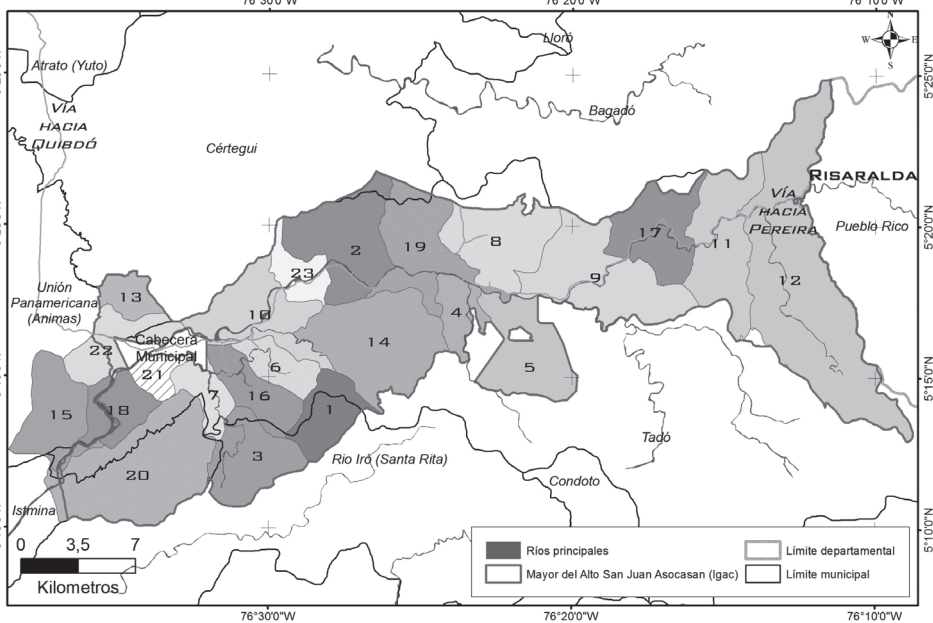 76°30'0"W
76°20'0"W
76°10'0"W
N
W E
S
Lloró
Atrato (Yuto)
5°25'0"N
VÍA
HACIA
QUIBDÓ
Bagadó
Cértegui
RISARALDA
VÍA
HACIA
PEREIRA
Pueblo Rico
5°20'0"N
17
2
19
8
11
23
9
12
Unión
Panamericana
(Animas)
13
10
4
Cabecera
Municipal
14
22
21
6
5
5°15'0"N
7
16
15
18
1
3
Tadó
Rio Iró (Santa Rita)
20
Condoto
Istmina
5°10'0"N
0 3,5 7
Kilometros
Ríos principales
Límite departamental
Mayor del Alto San Juan Asocasan (Igac)
Límite municipal
76°30'0"W
76°20'0"W
76°10'0"W